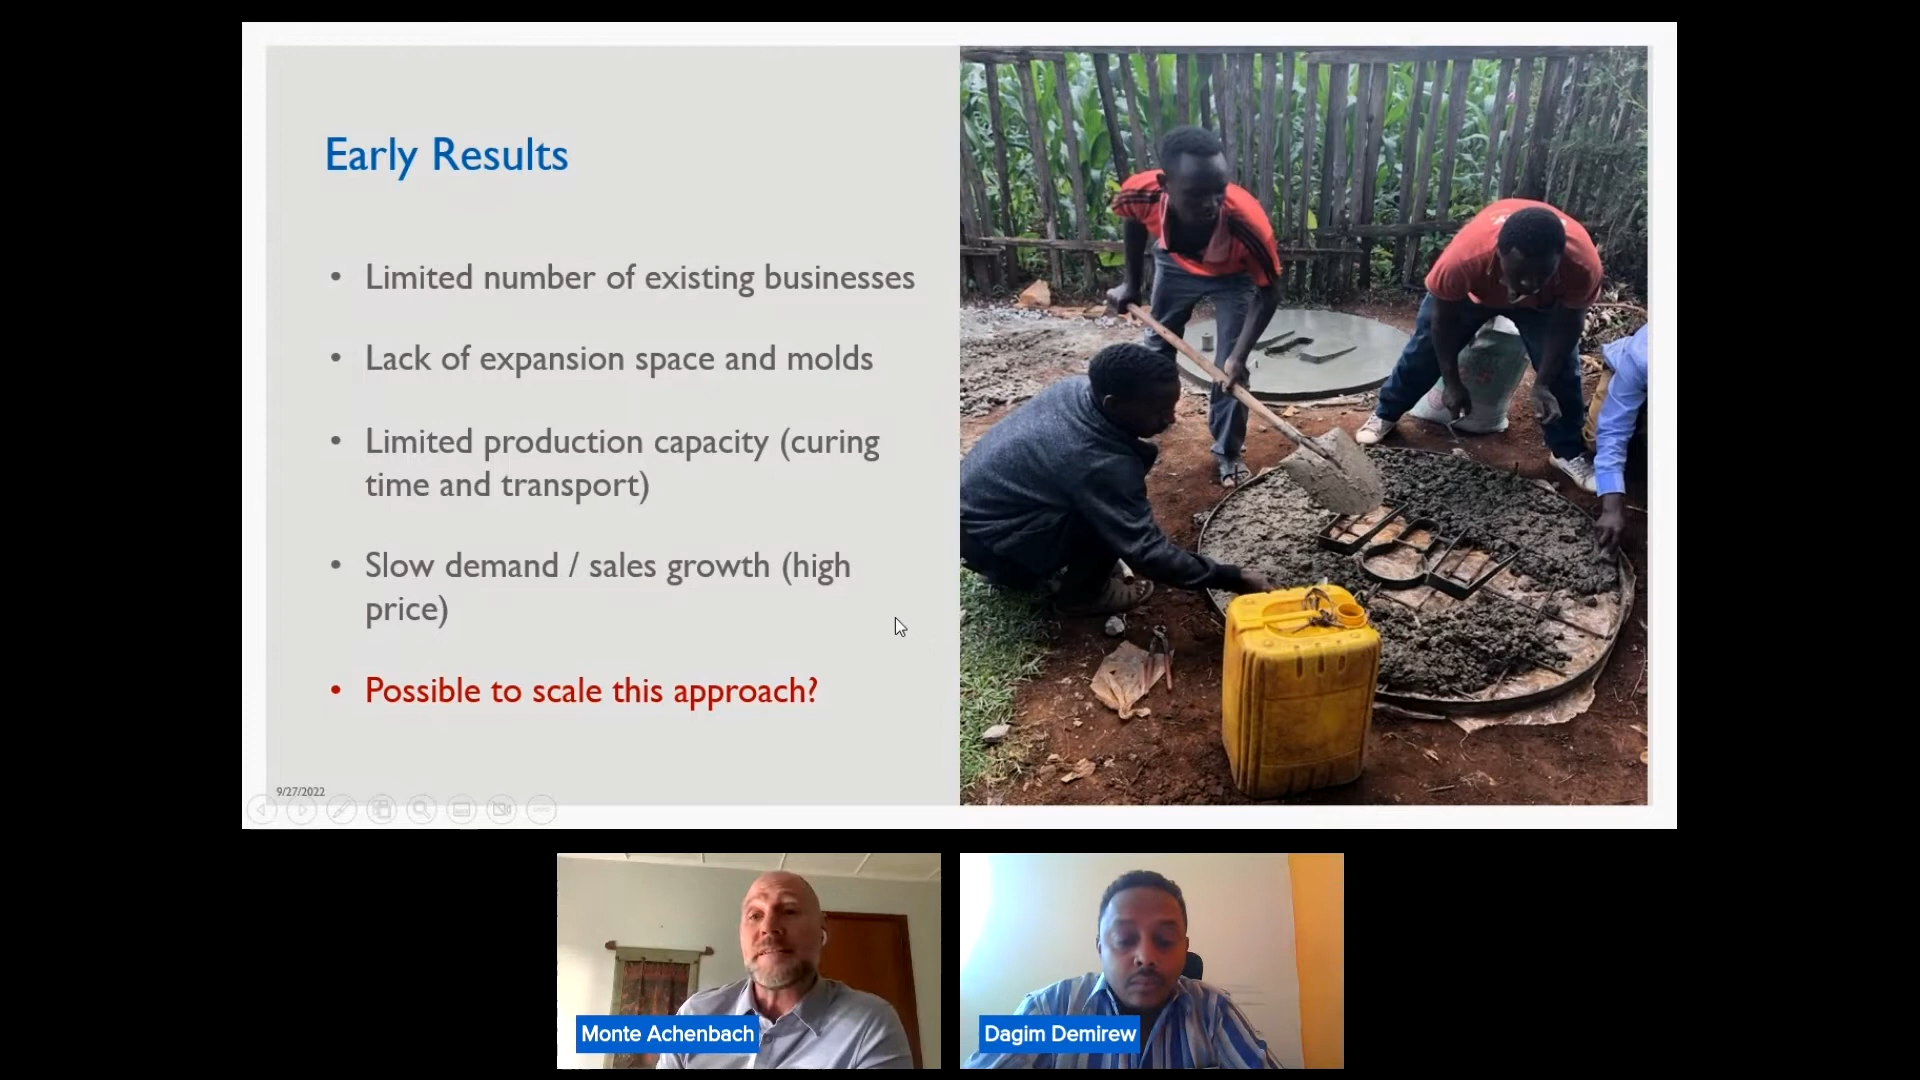 Early Results
• Limited number of existing businesses
• Lack of expansion space and molds
• Limited production capacity (curing
time and transport)
• Slow demand / sales growth (high
price)
• Possible to scale this approach?
9/27/2022
Monte Achenbach
Dagim Demirew